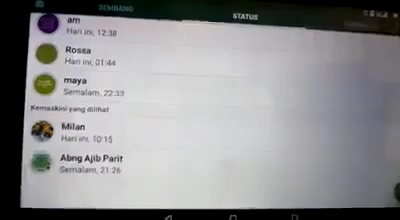 SEMBANG
STATUS
am
Hari ini, 12:38
Rossa
Hari ini, 01:44
maya
Semalam, 22:33
Kemaskini yang dilihat
Milan
Hari ini, 10:15
Abng Ajib Parit
Semalam, 21:26